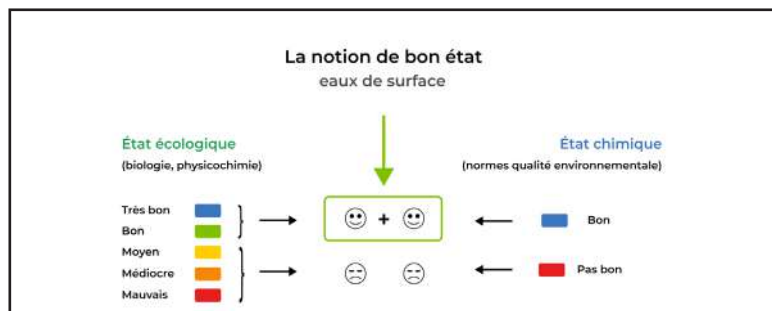 La notion de bon état
eaux de surface
État écologique
(biologie, physicochimie)
État chimique
(normes qualité environnementale)
Très bon
Bon
Moyen
Médiocre
Mauvais
+
Bon
Pas bon